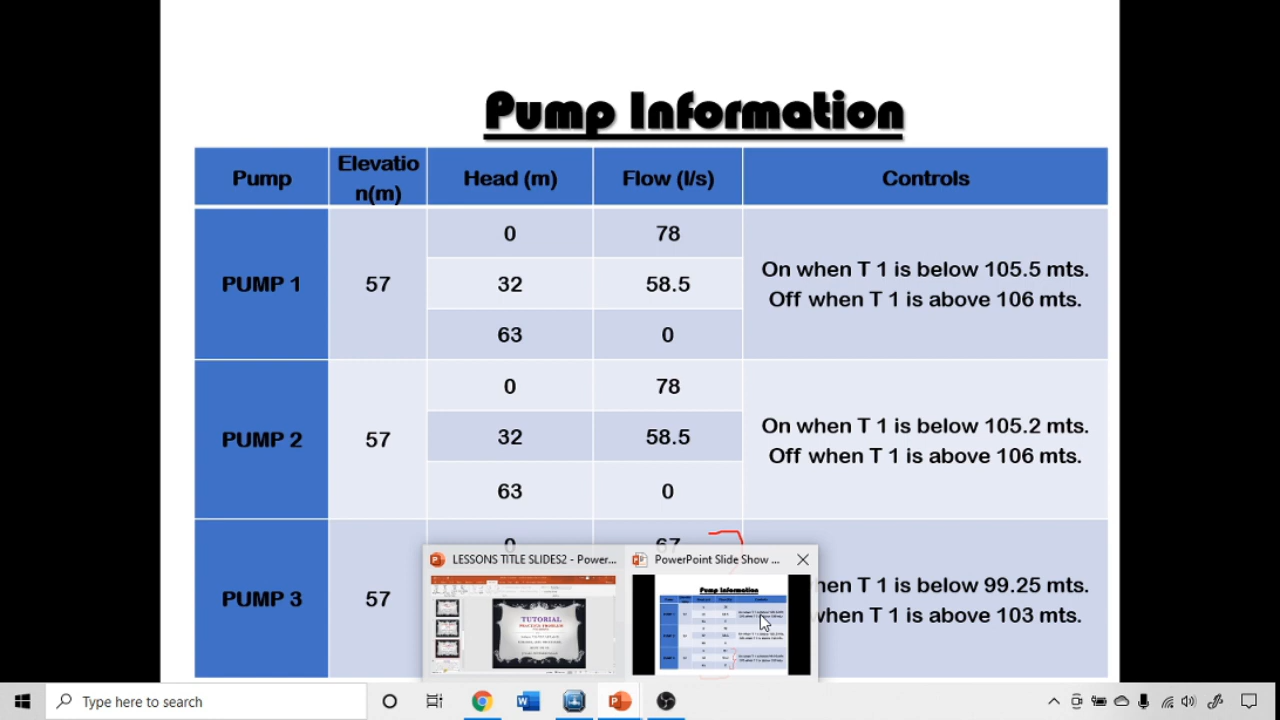 Pump Information
Pump
Elevatio
n(m)
Head (m)
Flow (l/s)
Controls
PUMP 1
57
0
78
32
58.5
63
0
On when T 1 is below 105.5 mts.
Off when T 1 is above 106 mts.
PUMP 2
57
0
78
32
58.5
63
0
On when T 1 is below 105.2 mts.
Off when T 1 is above 106 mts.
PUMP 3
57
0
67
hen T 1 is below 99.25 mts.
when T 1 is above 103 mts.
LESSONS TITLE SLIDES2 - Power...
PowerPoint Slide Show ...
Pump Information
TUTORIAL
PRACTICE PROBLEM
Type here to search